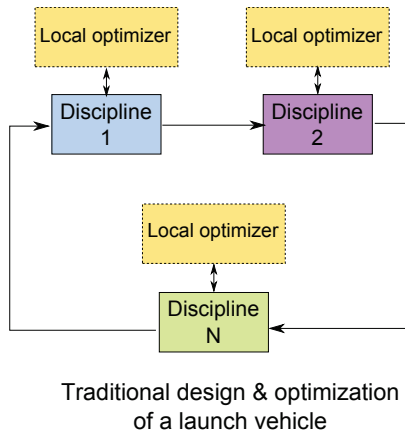 Local optimizer
Local optimizer
Discipline
1
Discipline
2
Local optimizer
Discipline
N
Traditional design & optimization
of a launch vehicle